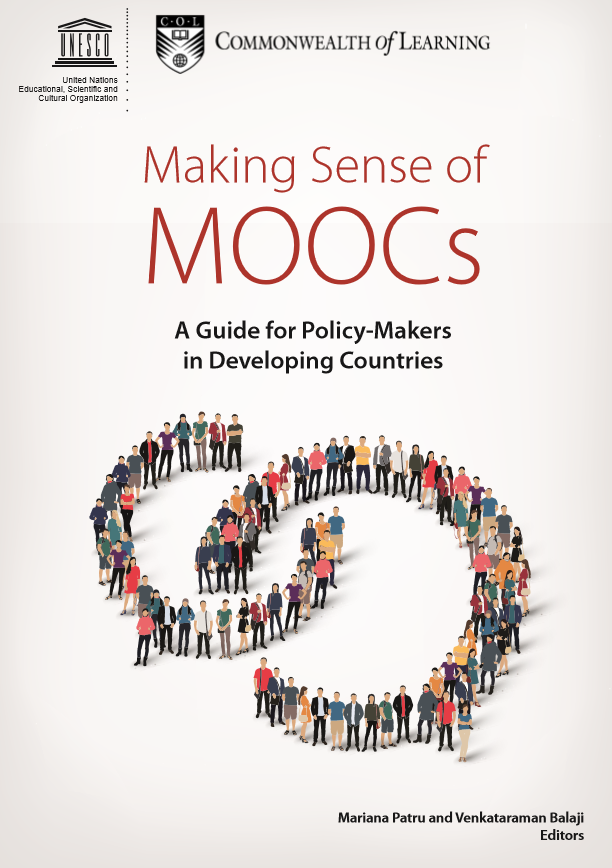 UNESCO
United Nations
Educational, Scientific and
Cultural Organization
C·O·L
COMMONWEALTH of LEARNING
Making Sense of
MOOCs
A Guide for Policy-Makers
in Developing Countries
Mariana Patru and Venkataraman Balaji
Editors